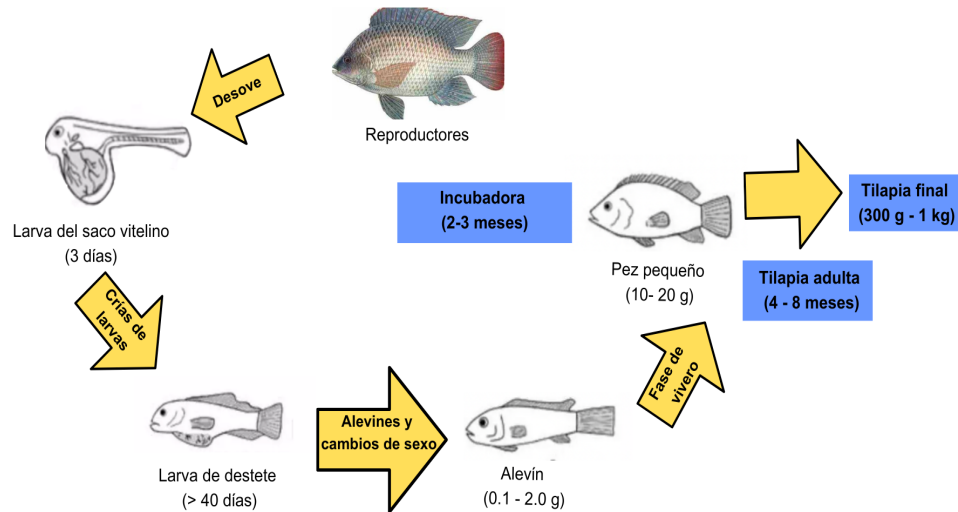 Desove
Reproductores
Larva del saco vitelino
(3 días)
Crías de
larvas
Larva de destete
(> 40 días)
Alevines y
cambios de sexo
Alevín
(0.1 - 2.0 g)
Fase de
vivero
Incubadora
(2-3 meses)
Pez pequeño
(10- 20 g)
Tilapia adulta
(4 - 8 meses)
Tilapia final
(300 g - 1 kg)